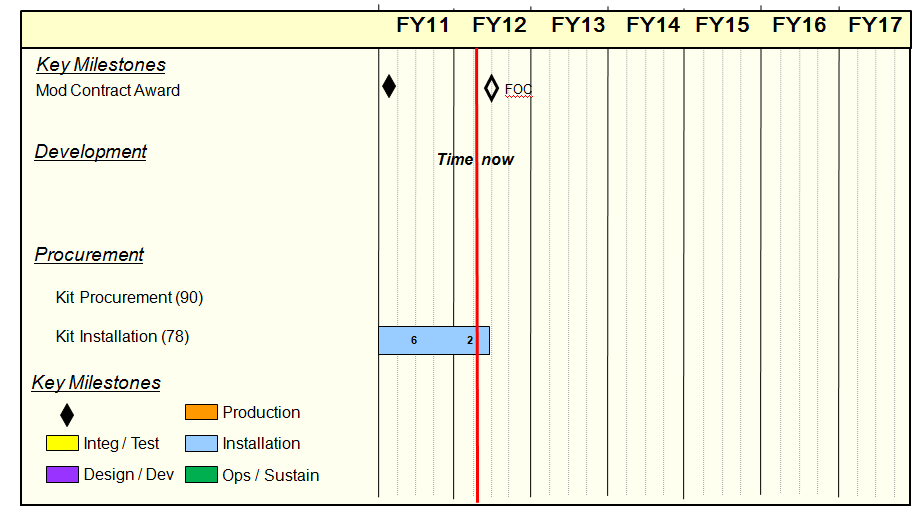 FY11 FY12 FY13 FY14 FY15 FY16 FY17
Key Milestones
Mod Contract Award
FOC
Development
Time now
Procurement
Kit Procurement (90)
Kit Installation (78)
6 2
Key Milestones
Production
Integ / Test
Installation
Design / Dev
Ops / Sustain